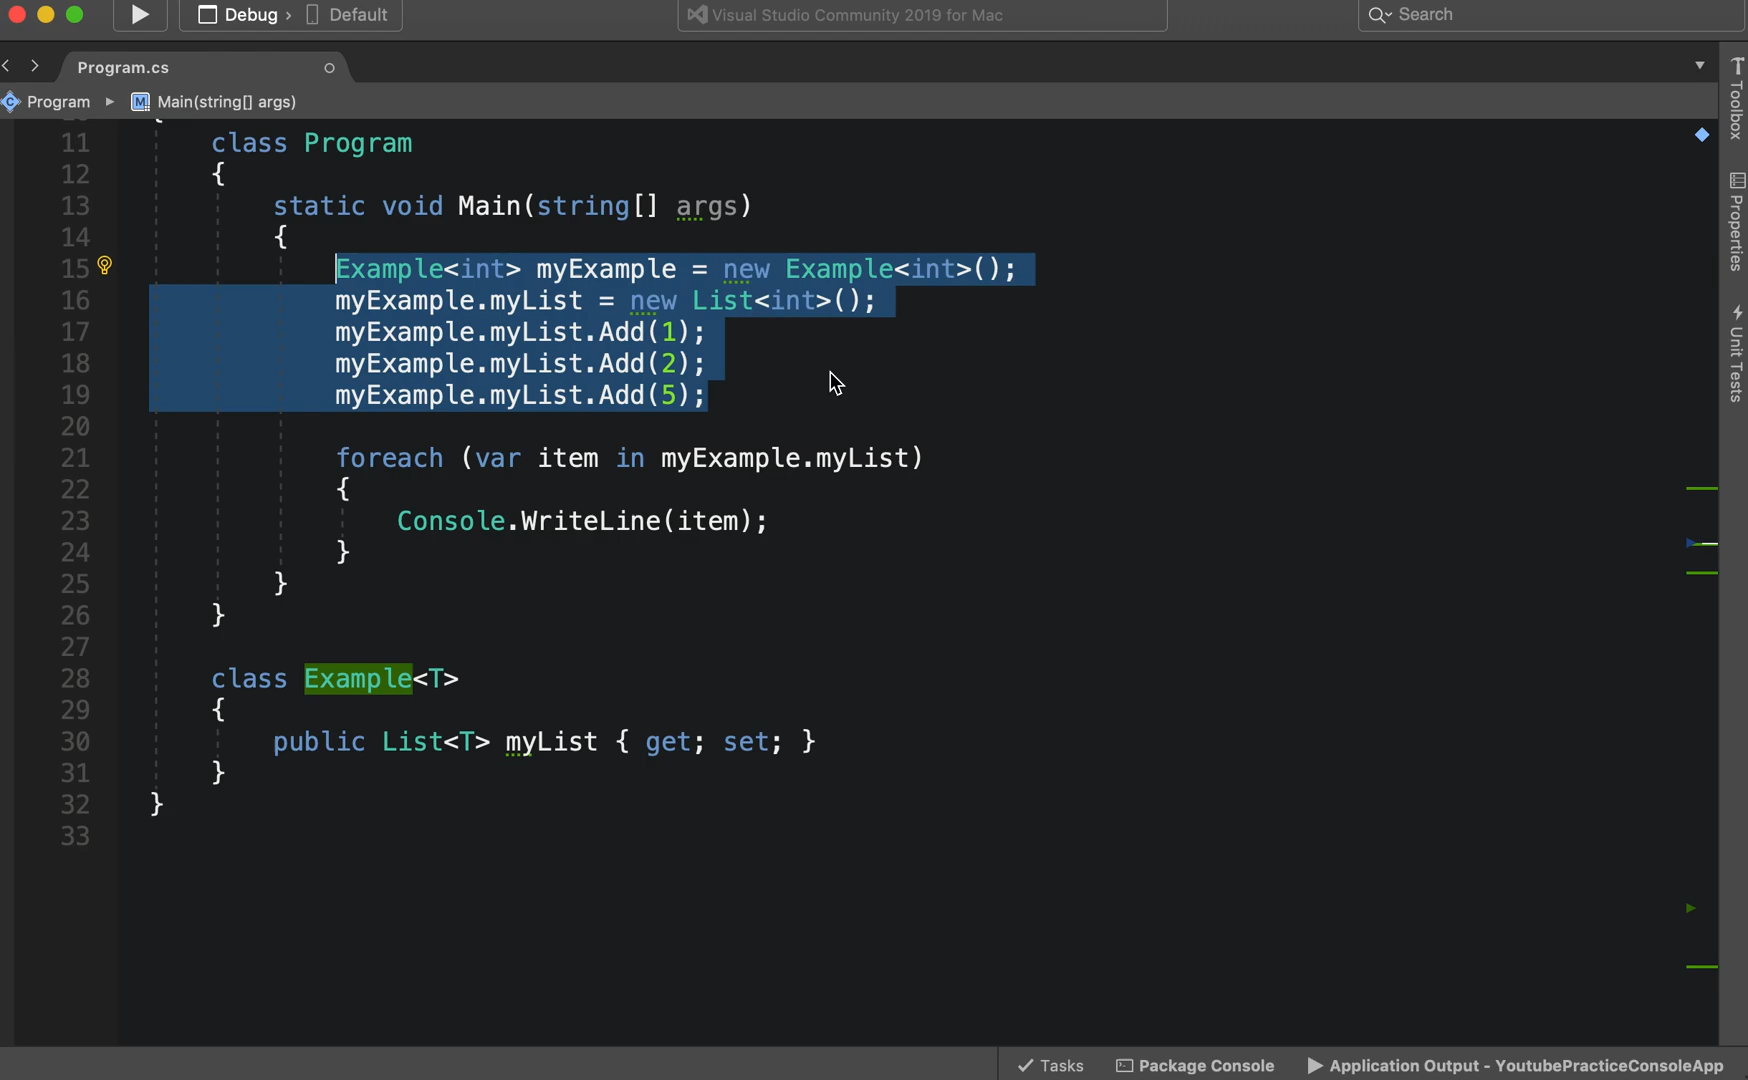 Debug › Default
Visual Studio Community 2019 for Mac
Search
Program.cs
Program
M Main(string[] args)
11 class Program
12 {
13 static void Main(string[] args)
14 {
15 Example<int> myExample = new Example<int>();
16 myExample.myList = new List<int>();
17 myExample.myList.Add(1);
18 myExample.myList.Add(2);
19 myExample.myList.Add(5);
20
21 foreach (var item in myExample.myList)
22 {
23 Console.WriteLine(item);
24 }
25 }
26 }
27
28 class Example<T>
29 {
30 public List<T> myList { get; set; }
31 }
32 }
33
Toolbox
Properties
Unit Tests
Tasks
Package Console
Application Output - YoutubePracticeConsoleApp